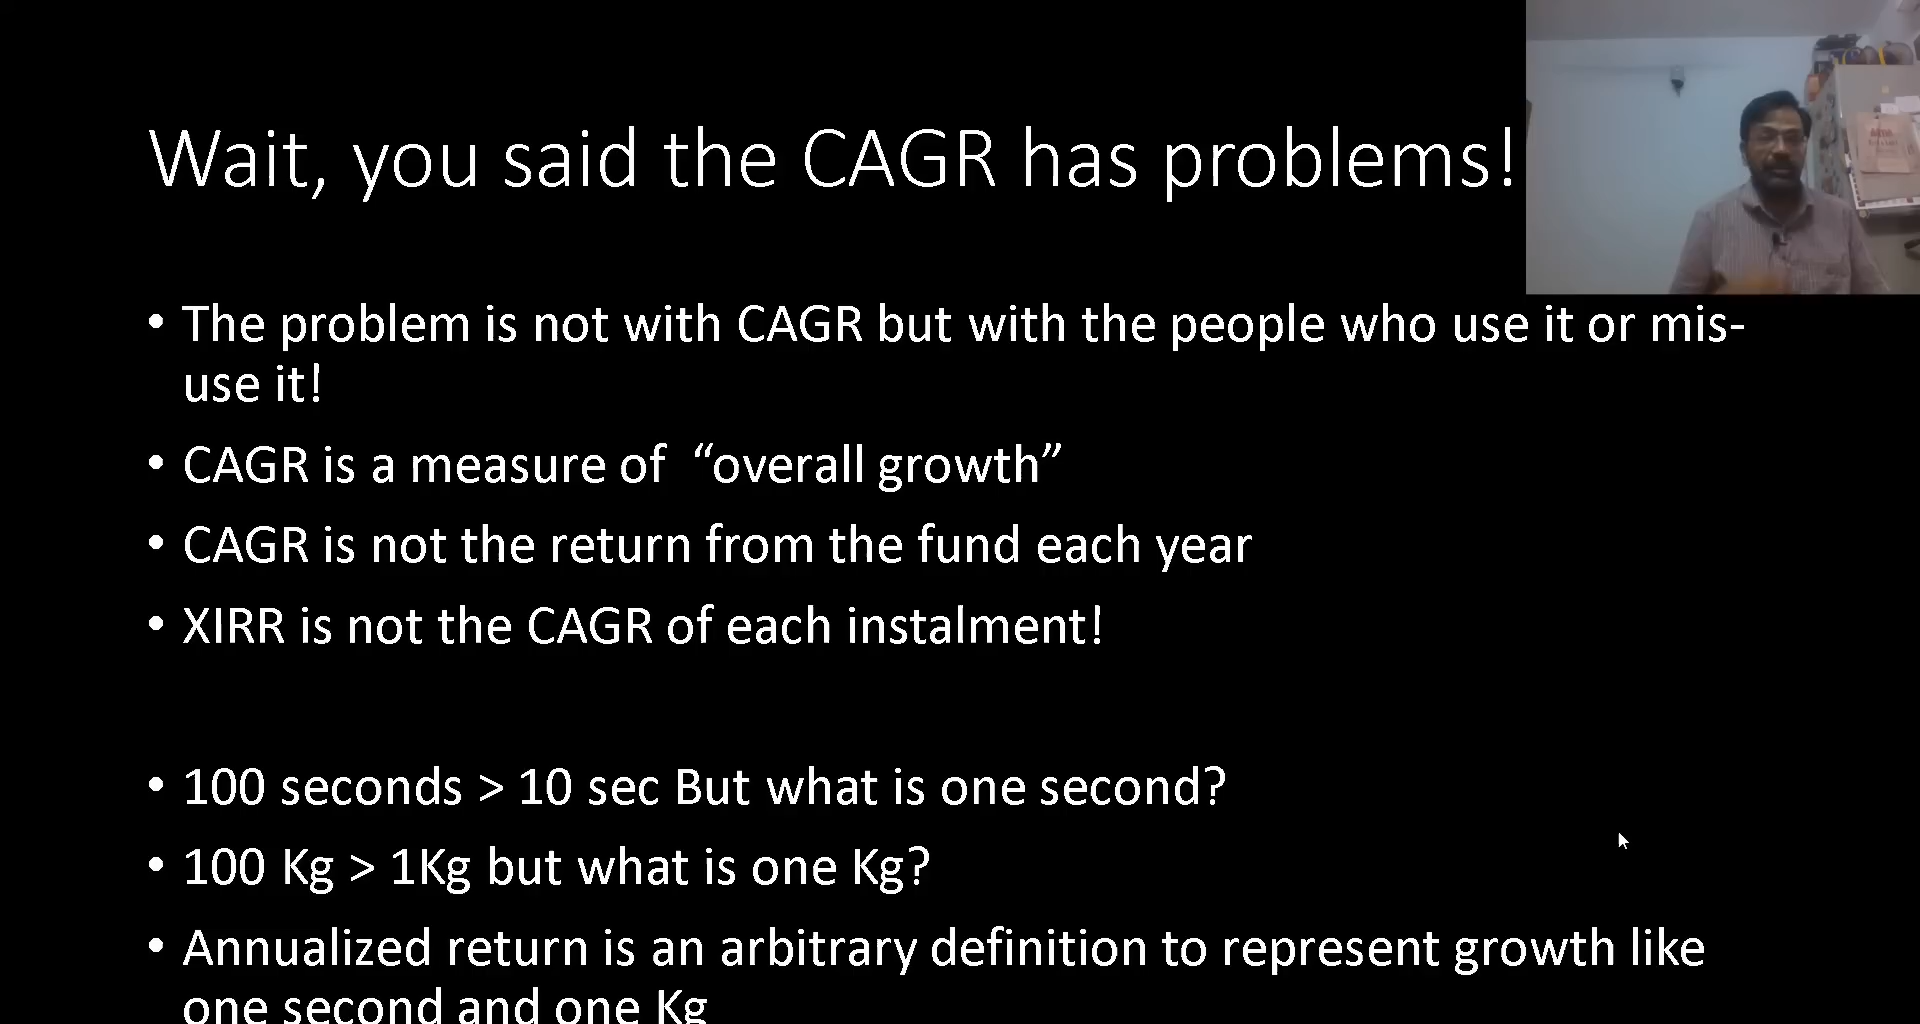 Wait, you said the CAGR has problems!
• The problem is not with CAGR but with the people who use it or mis-
use it!
• CAGR is a measure of “overall growth”
• CAGR is not the return from the fund each year
• XIRR is not the CAGR of each instalment!
• 100 seconds > 10 sec But what is one second?
• 100 Kg > 1Kg but what is one Kg?
• Annualized return is an arbitrary definition to represent growth like
one second and one Kg